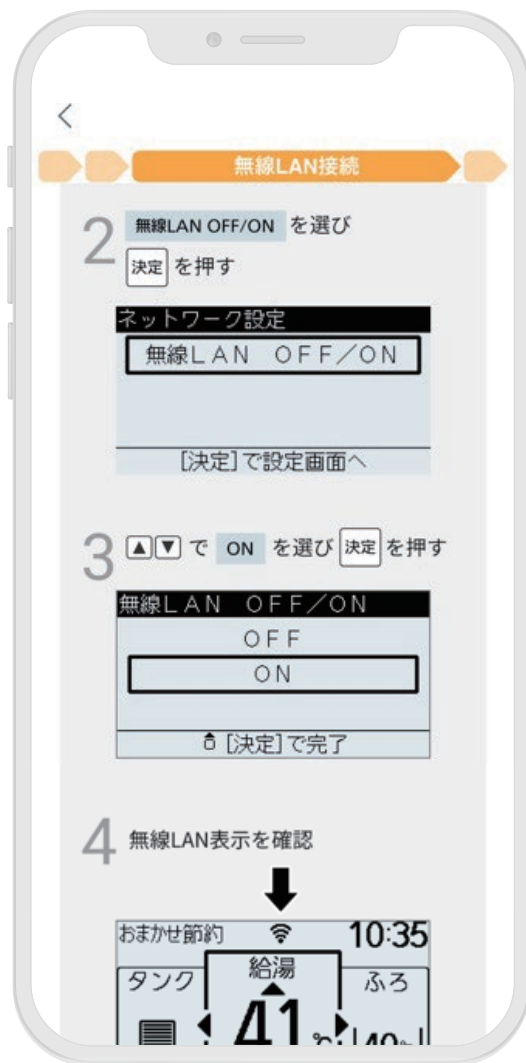 無線LAN接続
2 無線LAN OFF/ON を選び
決定 を押す
ネットワーク設定
無線LAN OFF/ON
[決定]で設定画面へ
3 ▲▼ で ON を選び 決定 を押す
無線LAN OFF/ON
OFF
ON
[決定]で完了
4 無線LAN表示を確認
おまかせ節約 10:35
タンク 給湯 ふろ
41℃ 40